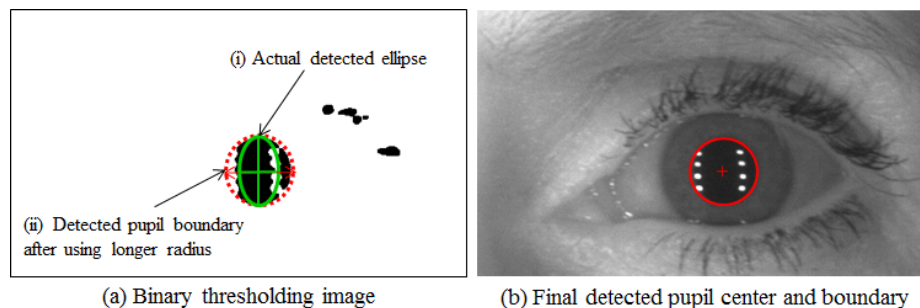 (i) Actual detected ellipse
(ii) Detected pupil boundary
after using longer radius
(a) Binary thresholding image
(b) Final detected pupil center and boundary